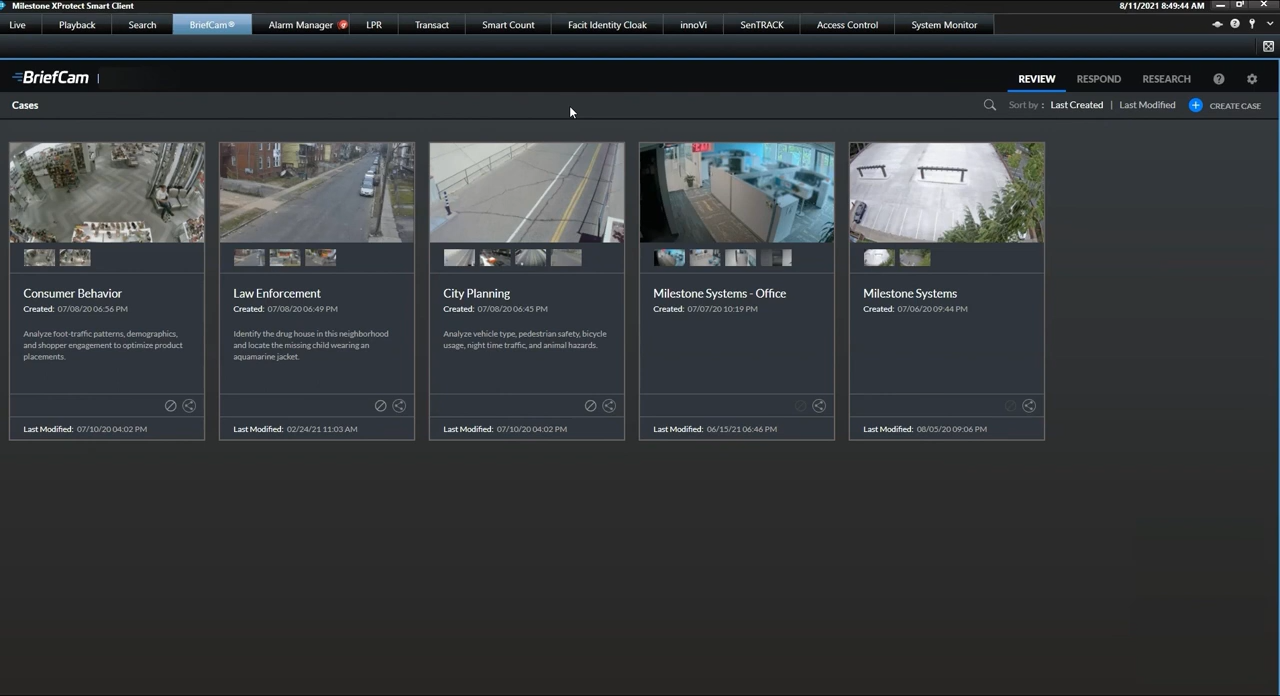 Milestone XProtect Smart Client
8/11/2021 8:49:44 AM
Live Playback Search BriefCam® Alarm Manager LPR Transact Smart Count Facit Identity Cloak innoVi SenTRACK Access Control System Monitor
BriefCam |
REVIEW RESPOND RESEARCH
Cases
Sort by : Last Created | Last Modified CREATE CASE
Consumer Behavior
Created: 07/08/20 06:56 PM
Analyze foot-traffic patterns, demographics,
and shopper engagement to optimize product
placements.
Last Modified: 07/10/20 04:02 PM
Law Enforcement
Created: 07/08/20 06:49 PM
Identify the drug house in this neighborhood
and locate the missing child wearing an
aquamarine jacket.
Last Modified: 02/24/21 11:03 AM
City Planning
Created: 07/08/20 06:45 PM
Analyze vehicle type, pedestrian safety, bicycle
usage, night time traffic, and animal hazards.
Last Modified: 07/10/20 04:02 PM
Milestone Systems - Office
Created: 07/07/20 10:19 PM
Last Modified: 06/15/21 06:46 PM
Milestone Systems
Created: 07/06/20 09:44 PM
Last Modified: 08/05/20 09:06 PM